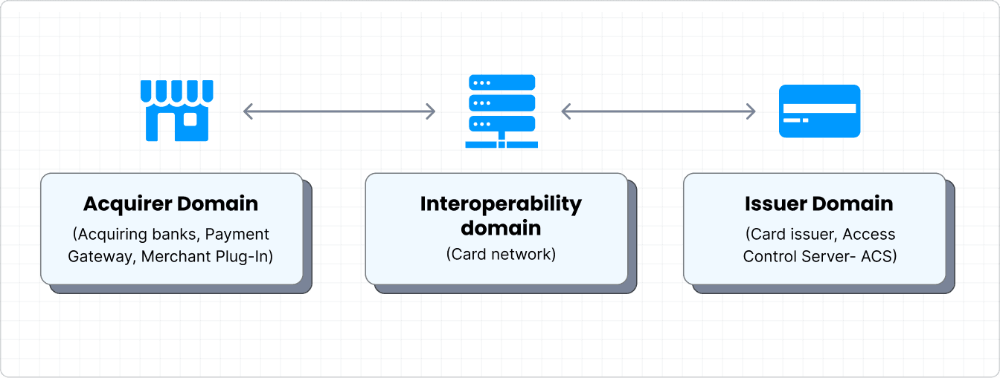 Acquirer Domain
(Acquiring banks, Payment
Gateway, Merchant Plug-In)
Interoperability
domain
(Card network)
Issuer Domain
(Card issuer, Access
Control Server- ACS)